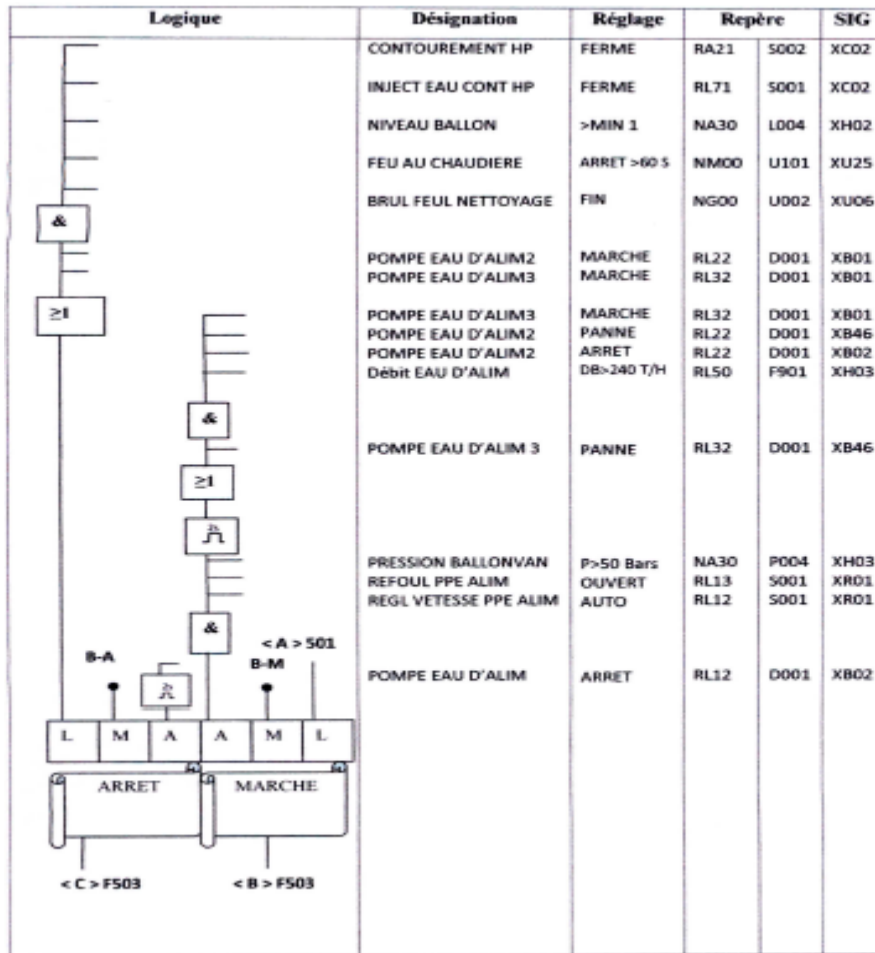 Logique Désignation Réglage Repère SIG
CONTOUREMENT HP FERME RA21 S002 XC02
INJECT EAU CONT HP FERME RL71 S001 XC02
NIVEAU BALLON >MIN 1 NA30 L004 XH02
FEU AU CHAUDIERE ARRET >60 S NM00 U101 XU25
BRUL FEUL NETTOYAGE FIN NG00 U002 XU06
&
POMPE EAU D'ALIM2 MARCHE RL22 D001 XB01
POMPE EAU D'ALIM3 MARCHE RL32 D001 XB01
≥1
POMPE EAU D'ALIM3 MARCHE RL32 D001 XB01
POMPE EAU D'ALIM2 PANNE RL22 D001 XB46
POMPE EAU D'ALIM2 ARRET RL22 D001 XB02
Débit EAU D'ALIM DB>240 T/H RL50 F901 XH03
&
POMPE EAU D'ALIM 3 PANNE RL32 D001 XB46
≥1
PRESSION BALLONVAN P>50 Bars NA30 P004 XH03
REFOUL PPE ALIM OUVERT RL13 S001 XR01
REGL VETESSE PPE ALIM AUTO RL12 S001 XR01
&
< A > 501
B-A B-M
POMPE EAU D'ALIM ARRET RL12 D001 XB02
L M A A M L
ARRET MARCHE
< C > F503 < B > F503